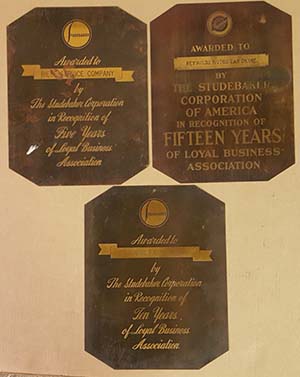 STUDEBAKER
Awarded to
SERVICE COMPANY
by
The Studebaker Corporation
in Recognition of
Five Years
of Loyal Business
Association
AWARDED TO
BY
THE STUDEBAKER
CORPORATION
OF AMERICA
IN RECOGNITION OF
FIFTEEN YEARS
OF LOYAL BUSINESS
ASSOCIATION
Awarded to
by
The Studebaker Corporation
in Recognition of
Ten Years
of Loyal Business
Association